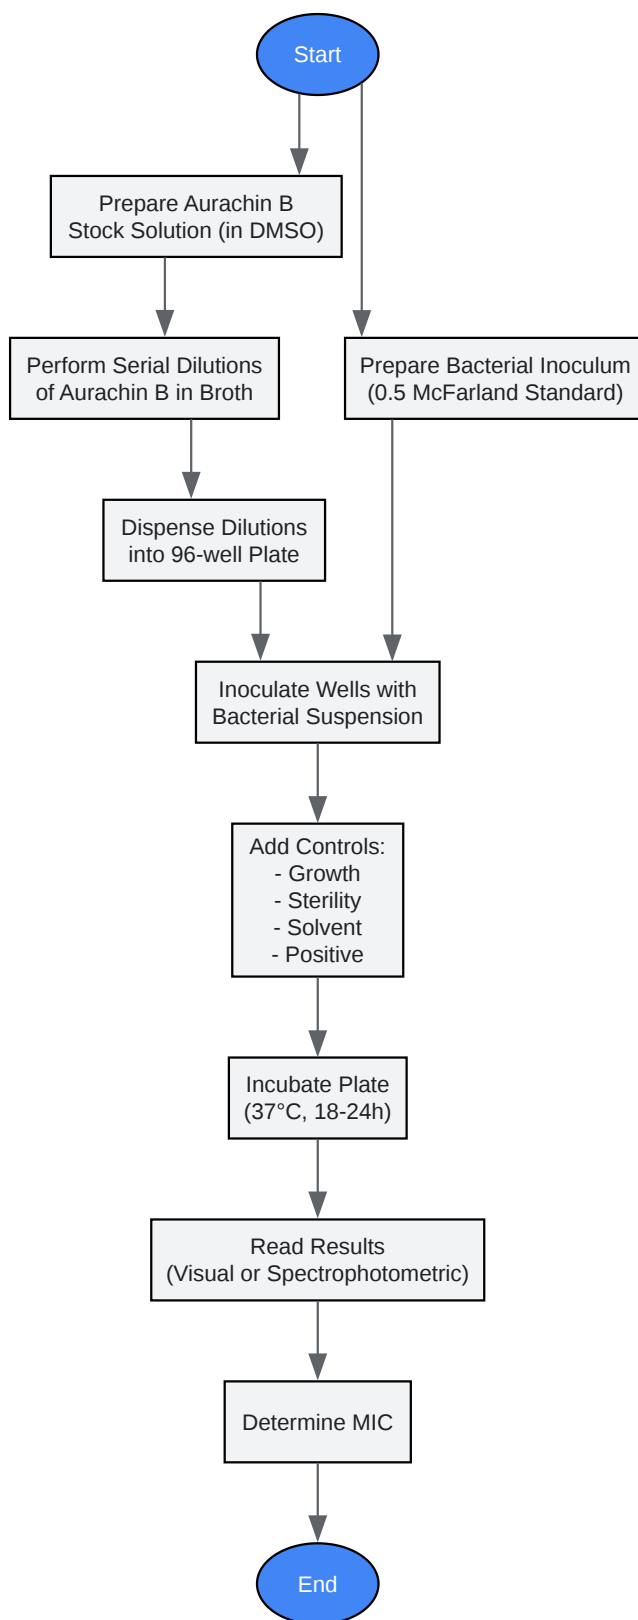 Start
Prepare Aurachin B
Stock Solution (in DMSO)
Perform Serial Dilutions
of Aurachin B in Broth
Prepare Bacterial Inoculum
(0.5 McFarland Standard)
Dispense Dilutions
into 96-well Plate
Inoculate Wells with
Bacterial Suspension
Add Controls:
- Growth
- Sterility
- Solvent
- Positive
Incubate Plate
(37°C, 18-24h)
Read Results
(Visual or Spectrophotometric)
Determine MIC
End